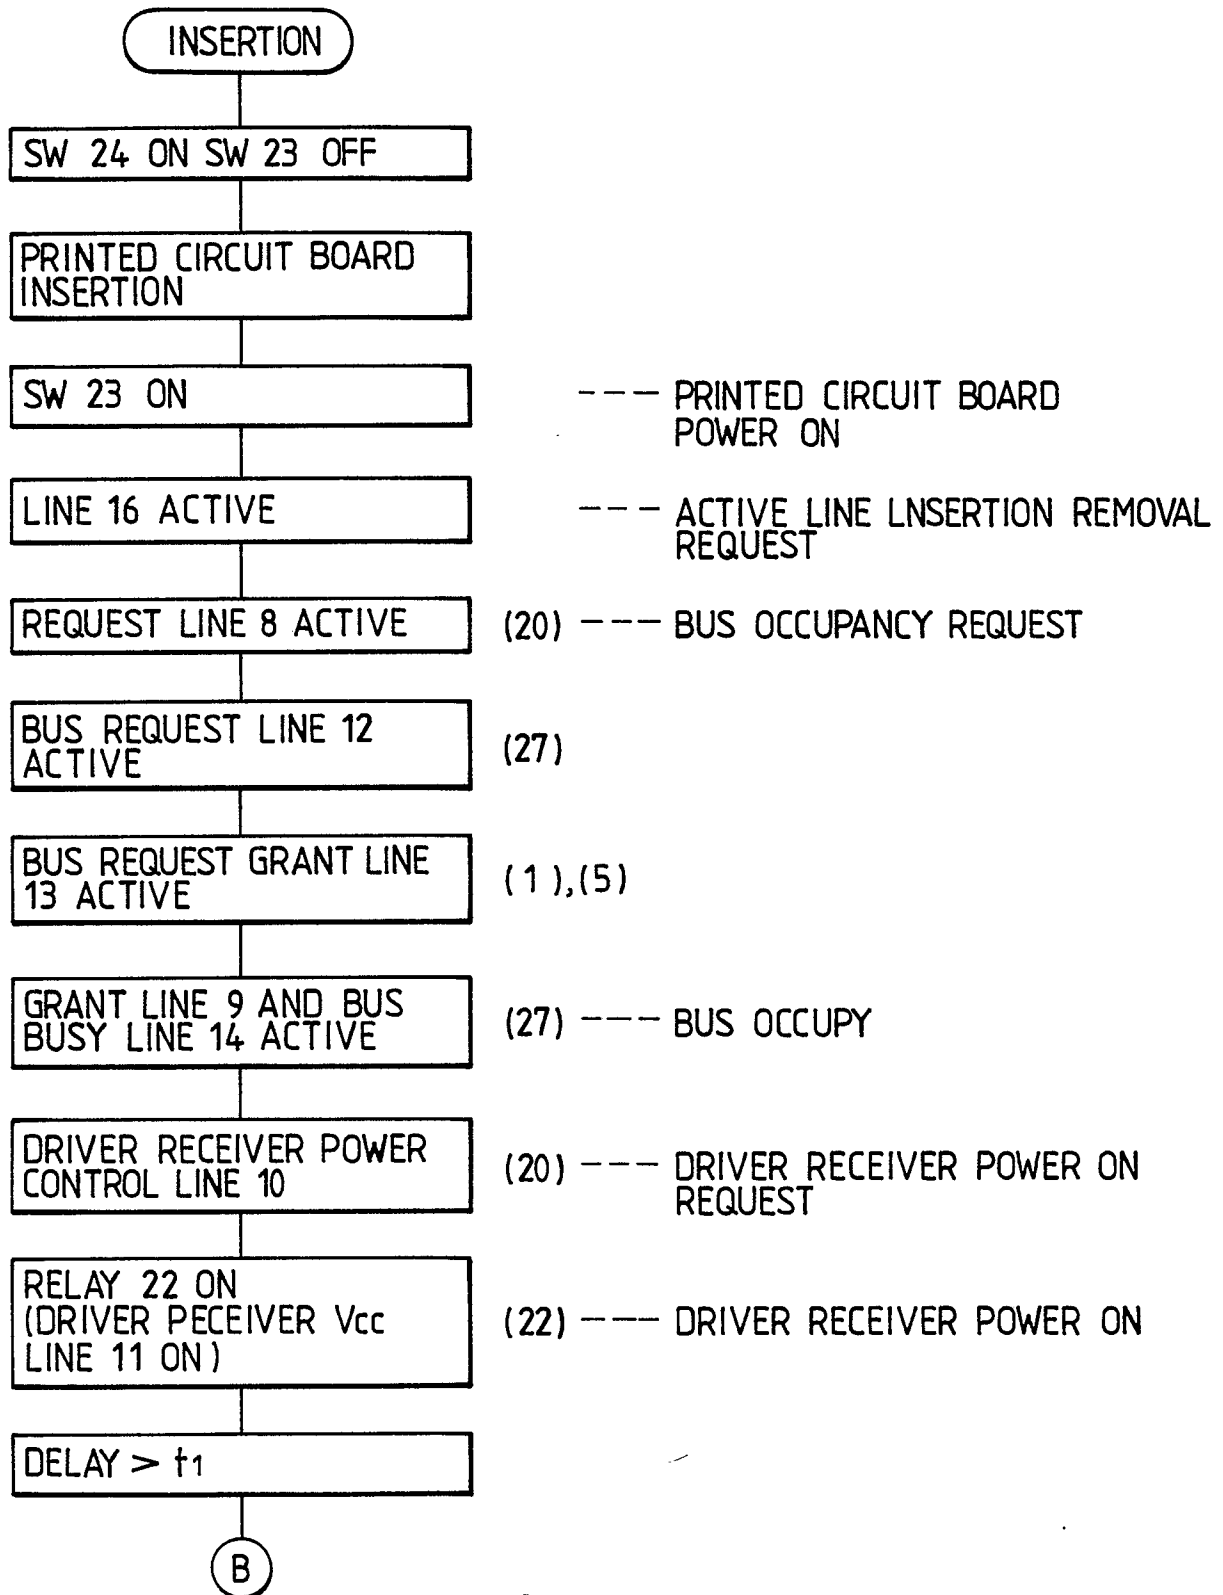 INSERTION
SW 24 ON SW 23 OFF
PRINTED CIRCUIT BOARD
INSERTION
SW 23 ON
--- PRINTED CIRCUIT BOARD
POWER ON
LINE 16 ACTIVE
--- ACTIVE LINE LNSERTION REMOVAL
REQUEST
REQUEST LINE 8 ACTIVE
(20) --- BUS OCCUPANCY REQUEST
BUS REQUEST LINE 12
ACTIVE
(27)
BUS REQUEST GRANT LINE
13 ACTIVE
(1),(5)
GRANT LINE 9 AND BUS
BUSY LINE 14 ACTIVE
(27) --- BUS OCCUPY
DRIVER RECEIVER POWER
CONTROL LINE 10
(20) --- DRIVER RECEIVER POWER ON
REQUEST
RELAY 22 ON
(DRIVER PECEIVER Vcc
LINE 11 ON)
(22) --- DRIVER RECEIVER POWER ON
DELAY > t1
B